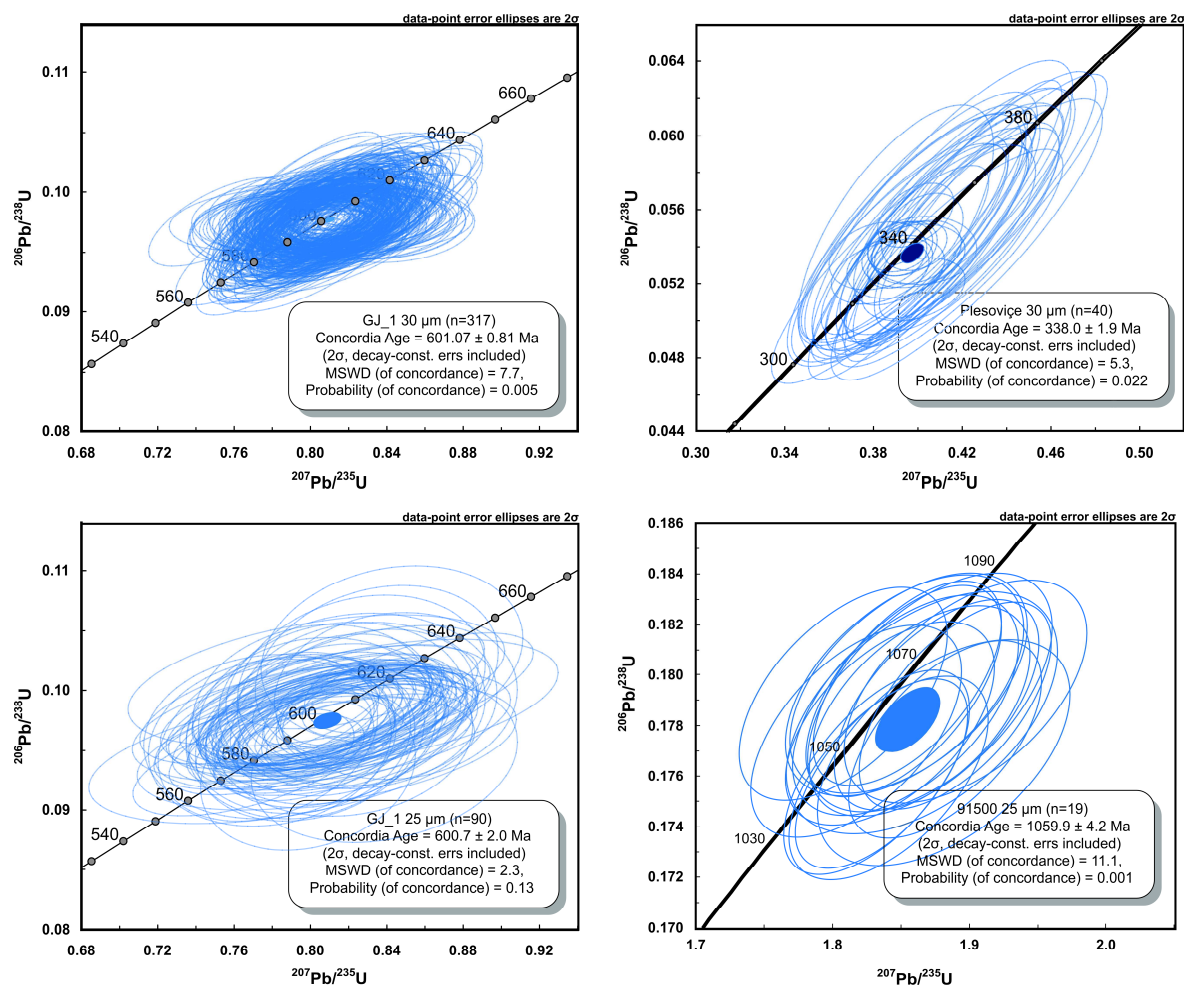 data-point error ellipses are 2σ
0.11
0.10
0.09
0.08
206Pb/238U
540
560
580
640
660
GJ_1 30 µm (n=317)
Concordia Age = 601.07 ± 0.81 Ma
(2σ, decay-const. errs included)
MSWD (of concordance) = 7.7,
Probability (of concordance) = 0.005
0.68
0.72
0.76
0.80
0.84
0.88
0.92
207Pb/235U
data-point error ellipses are 2σ
0.064
0.060
0.056
0.052
0.048
0.044
206Pb/238U
380
340
300
Plesoviçe 30 µm (n=40)
Concordia Age = 338.0 ± 1.9 Ma
(2σ, decay-const. errs included)
MSWD (of concordance) = 5.3,
Probability (of concordance) = 0.022
0.30
0.34
0.38
0.42
0.46
0.50
207Pb/235U
data-point error ellipses are 2σ
0.11
0.10
0.09
0.08
206Pb/233U
660
640
620
600
580
560
540
GJ_1 25 µm (n=90)
Concordia Age = 600.7 ± 2.0 Ma
(2σ, decay-const. errs included)
MSWD (of concordance) = 2.3,
Probability (of concordance) = 0.13
0.68
0.72
0.76
0.80
0.84
0.88
0.92
207Pb/235U
data-point error ellipses are 2σ
0.186
0.184
0.182
0.180
0.178
0.176
0.174
0.172
0.170
206Pb/238U
1090
1070
1050
1030
91500 25 µm (n=19)
Concordia Age = 1059.9 ± 4.2 Ma
(2σ, decay-const. errs included)
MSWD (of concordance) = 11.1,
Probability (of concordance) = 0.001
1.7
1.8
1.9
2.0
207Pb/235U